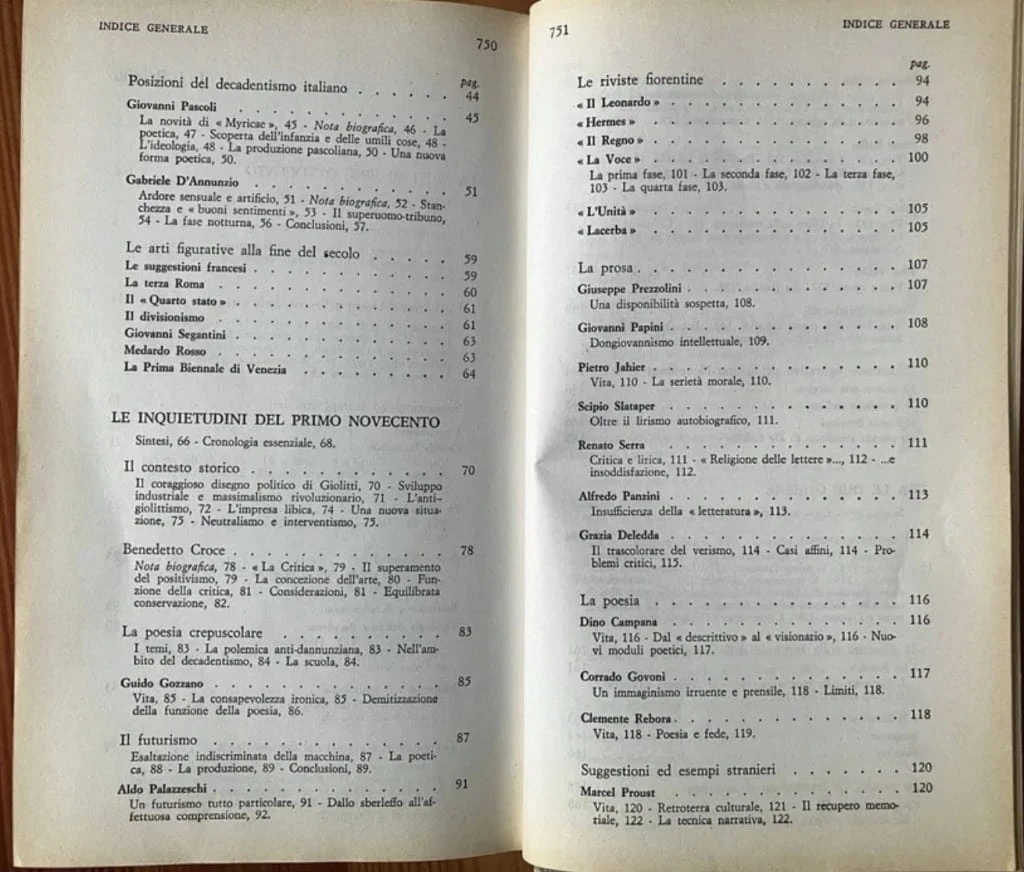 INDICE GENERALE
750
pag.
Posizioni del decadentismo italiano . . . . . . 44
Giovanni Pascoli . . . . . . . . . . . . 45
La novità di « Myricae », 45 - Nota biografica, 46 - La
poetica, 47 - Scoperta dell'infanzia e delle umili cose, 48 -
L'ideologia, 48 - La produzione pascoliana, 50 - Una nuova
forma poetica, 50.
Gabriele D'Annunzio . . . . . . . . . . . 51
Ardore sensuale e artificio, 51 - Nota biografica, 52 - Stan-
chezza e « buoni sentimenti », 53 - Il superuomo-tribuno,
54 - La fase notturna, 56 - Conclusioni, 57.
Le arti figurative alla fine del secolo . . . . . 59
Le suggestioni francesi . . . . . . . . . . . 59
La terza Roma . . . . . . . . . . . . 60
Il « Quarto stato » . . . . . . . . . . . . 61
Il divisionismo . . . . . . . . . . . . 61
Giovanni Segantini . . . . . . . . . . . . 63
Medardo Rosso . . . . . . . . . . . . 63
La Prima Biennale di Venezia . . . . . . . . . 64
LE INQUIETUDINI DEL PRIMO NOVECENTO
Sintesi, 66 - Cronologia essenziale, 68.
Il contesto storico . . . . . . . . . . . 70
Il coraggioso disegno politico di Giolitti, 70 - Sviluppo
industriale e massimalismo rivoluzionario, 71 - L'anti-
giolittismo, 72 - L'impresa libica, 74 - Una nuova situa-
zione, 75 - Neutralismo e interventismo, 75.
Benedetto Croce . . . . . . . . . . . . 78
Nota biografica, 78 - « La Critica », 79 - Il superamento
del positivismo, 79 - La concezione dell'arte, 80 - Fun-
zione della critica, 81 - Considerazioni, 81 - Equilibrata
conservazione, 82.
La poesia crepuscolare . . . . . . . . . . 83
I temi, 83 - La polemica anti-dannunziana, 83 - Nell'am-
bito del decadentismo, 84 - La scuola, 84.
Guido Gozzano . . . . . . . . . . . . 85
Vita, 85 - La consapevolezza ironica, 85 - Demitizzazione
della funzione della poesia, 86.
Il futurismo . . . . . . . . . . . . . 87
Esaltazione indiscriminata della macchina, 87 - La poeti-
ca, 88 - La produzione, 89 - Conclusioni, 89.
Aldo Palazzeschi . . . . . . . . . . . . 91
Un futurismo tutto particolare, 91 - Dallo sberleffo all'af-
fettuosa comprensione, 92.
751
INDICE GENERALE
pag.
Le riviste fiorentine . . . . . . . . . . 94
« Il Leonardo » . . . . . . . . . . . . . 94
« Hermes » . . . . . . . . . . . . . . 96
« Il Regno » . . . . . . . . . . . . . 98
« La Voce » . . . . . . . . . . . . . 100
La prima fase, 101 - La seconda fase, 102 - La terza fase,
103 - La quarta fase, 103.
« L'Unità » . . . . . . . . . . . . . 105
« Lacerba » . . . . . . . . . . . . . 105
La prosa . . . . . . . . . . . . . . 107
Giuseppe Prezzolini . . . . . . . . . . . . 107
Una disponibilità sospetta, 108.
Giovanni Papini . . . . . . . . . . . . . 108
Dongiovannismo intellettuale, 109.
Pietro Jahier . . . . . . . . . . . . . 110
Vita, 110 - La serietà morale, 110.
Scipio Slataper . . . . . . . . . . . . . 110
Oltre il lirismo autobiografico, 111.
Renato Serra . . . . . . . . . . . . . 111
Critica e lirica, 111 - « Religione delle lettere »..., 112 - ...e
insoddisfazione, 112.
Alfredo Panzini . . . . . . . . . . . . . 113
Insufficienza della « letteratura », 113.
Grazia Deledda . . . . . . . . . . . . . 114
Il trascolorare del verismo, 114 - Casi affini, 114 - Pro-
blemi critici, 115.
La poesia . . . . . . . . . . . . . 116
Dino Campana . . . . . . . . . . . . . 116
Vita, 116 - Dal « descrittivo » al « visionario », 116 - Nuo-
vi moduli poetici, 117.
Corrado Govoni . . . . . . . . . . . . . 117
Un immaginismo irruente e prensile, 118 - Limiti, 118.
Clemente Rebora . . . . . . . . . . . . . 118
Vita, 118 - Poesia e fede, 119.
Suggestioni ed esempi stranieri . . . . . . . 120
Marcel Proust . . . . . . . . . . . . . 120
Vita, 120 - Retroterra culturale, 121 - Il recupero memo-
riale, 122 - La tecnica narrativa, 122.